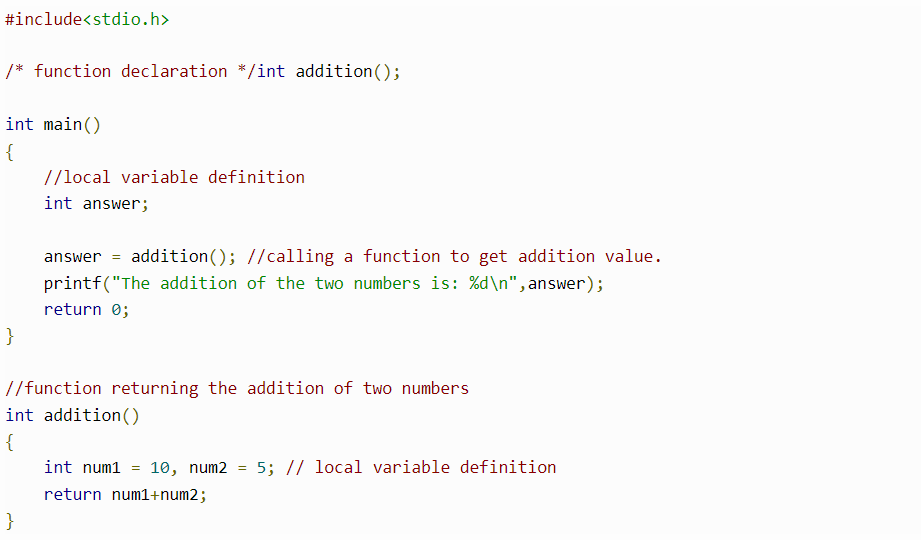 #include<stdio.h>
/* function declaration */int addition();
int main()
{
//local variable definition
int answer;
answer = addition(); //calling a function to get addition value.
printf("The addition of the two numbers is: %d\n",answer);
return 0;
}
//function returning the addition of two numbers
int addition()
{
int num1 = 10, num2 = 5; // local variable definition
return num1+num2;
}